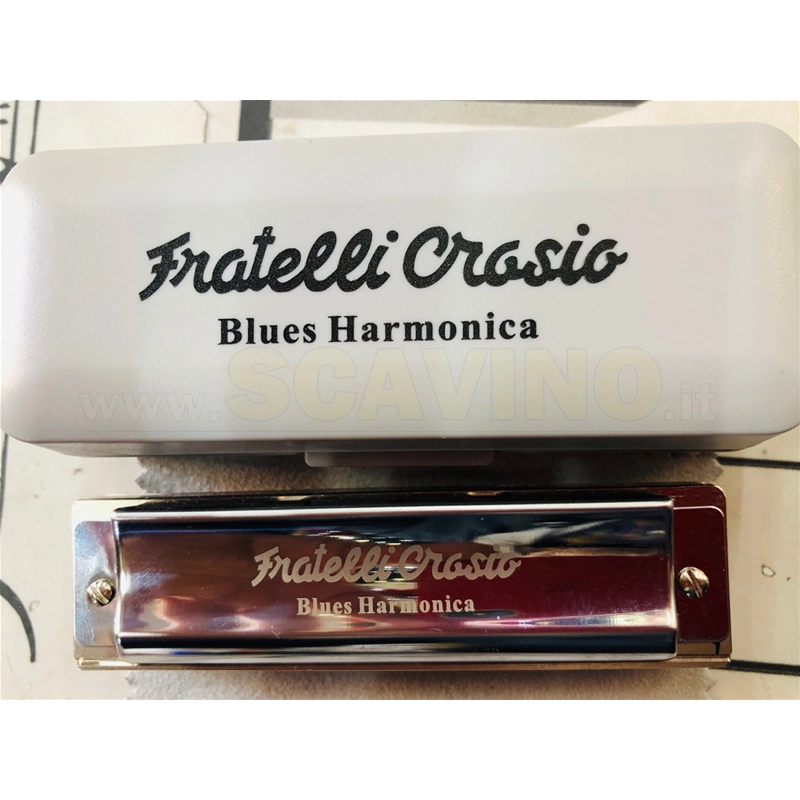 Fratelli Crosio
Blues Harmonica
www.SCAVINO.it
Fratelli Crosio
Blues Harmonica